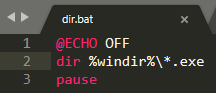 dir.bat
1 @ECHO OFF
2 dir %windir%\*.exe
3 pause